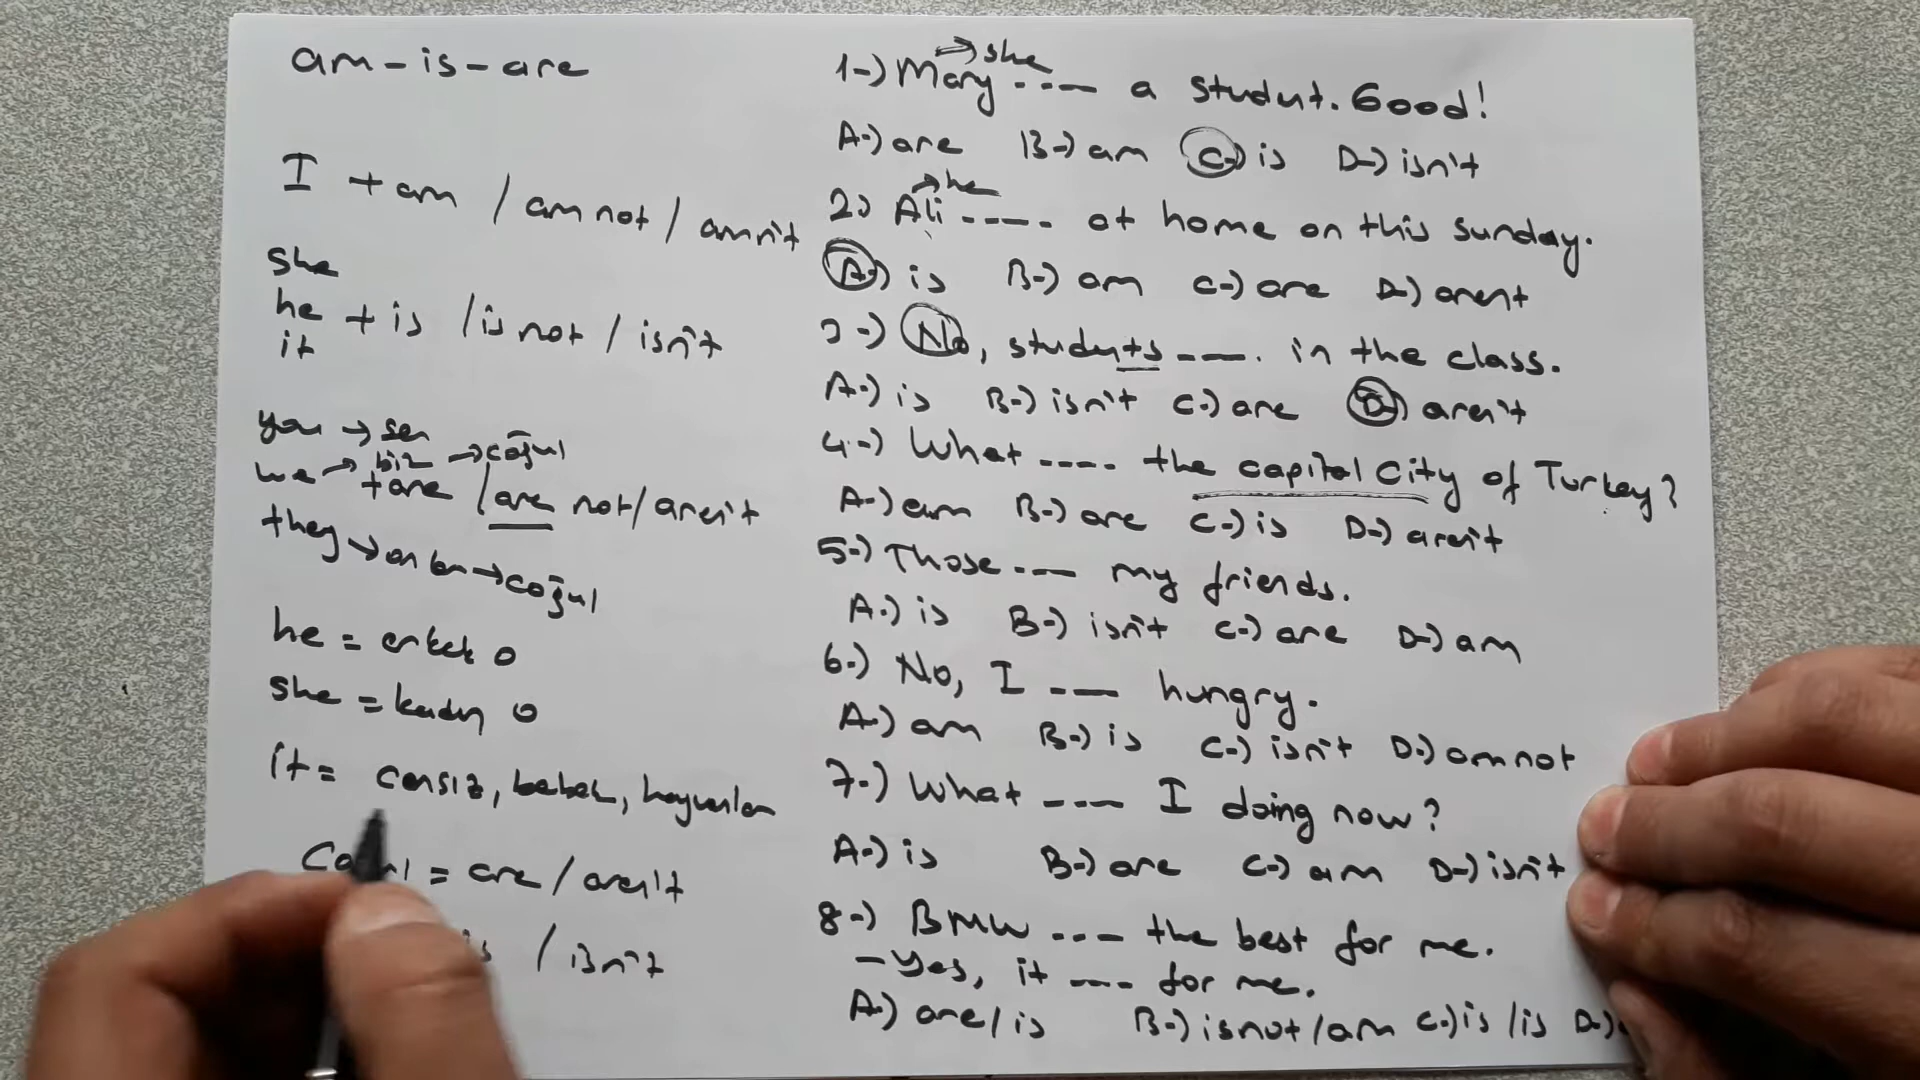 am-is-are
I +am / am not / amn't
she
he + is / is not / isn't
it
you → sen
we → biz → çoğul
+are / are not / aren't
they → onlar → çoğul
he = erkek o
she = kadın o
it = cansız, bebek, hayvanlar
= are / aren't
/ isn't
1-) Mary ---- a student. Good!
→ she
A-) are B-) am C-) is D-) isn't
2-) Ali ----- at home on this sunday.
→ he
A-) is B-) am C-) are D-) arent
3-) No, students ---. in the class.
A-) is B-) isn't C-) are D-) aren't
4-) What ---- the capital city of Turkey?
A-) am B-) are C-) is D-) aren't
5-) Those --- my friends.
A-) is B-) isn't C-) are D-) am
6-) No, I --- hungry.
A-) am B-) is C-) isn't D-) am not
7-) What --- I doing now?
A-) is B-) are C-) am D-) isn't
8-) BMW --- the best for me.
- Yes, it ---- for me.
A-) are / is B-) is not / am C-) is / is D-)